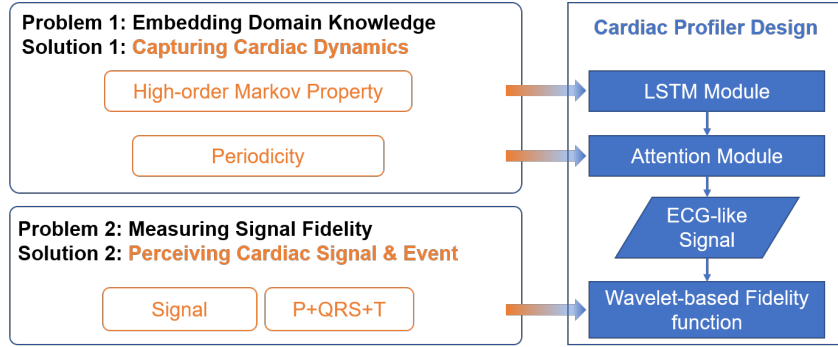 Problem 1: Embedding Domain Knowledge
Solution 1: Capturing Cardiac Dynamics
High-order Markov Property
Periodicity
Problem 2: Measuring Signal Fidelity
Solution 2: Perceiving Cardiac Signal & Event
Signal
P+QRS+T
Cardiac Profiler Design
LSTM Module
Attention Module
ECG-like
Signal
Wavelet-based Fidelity
function